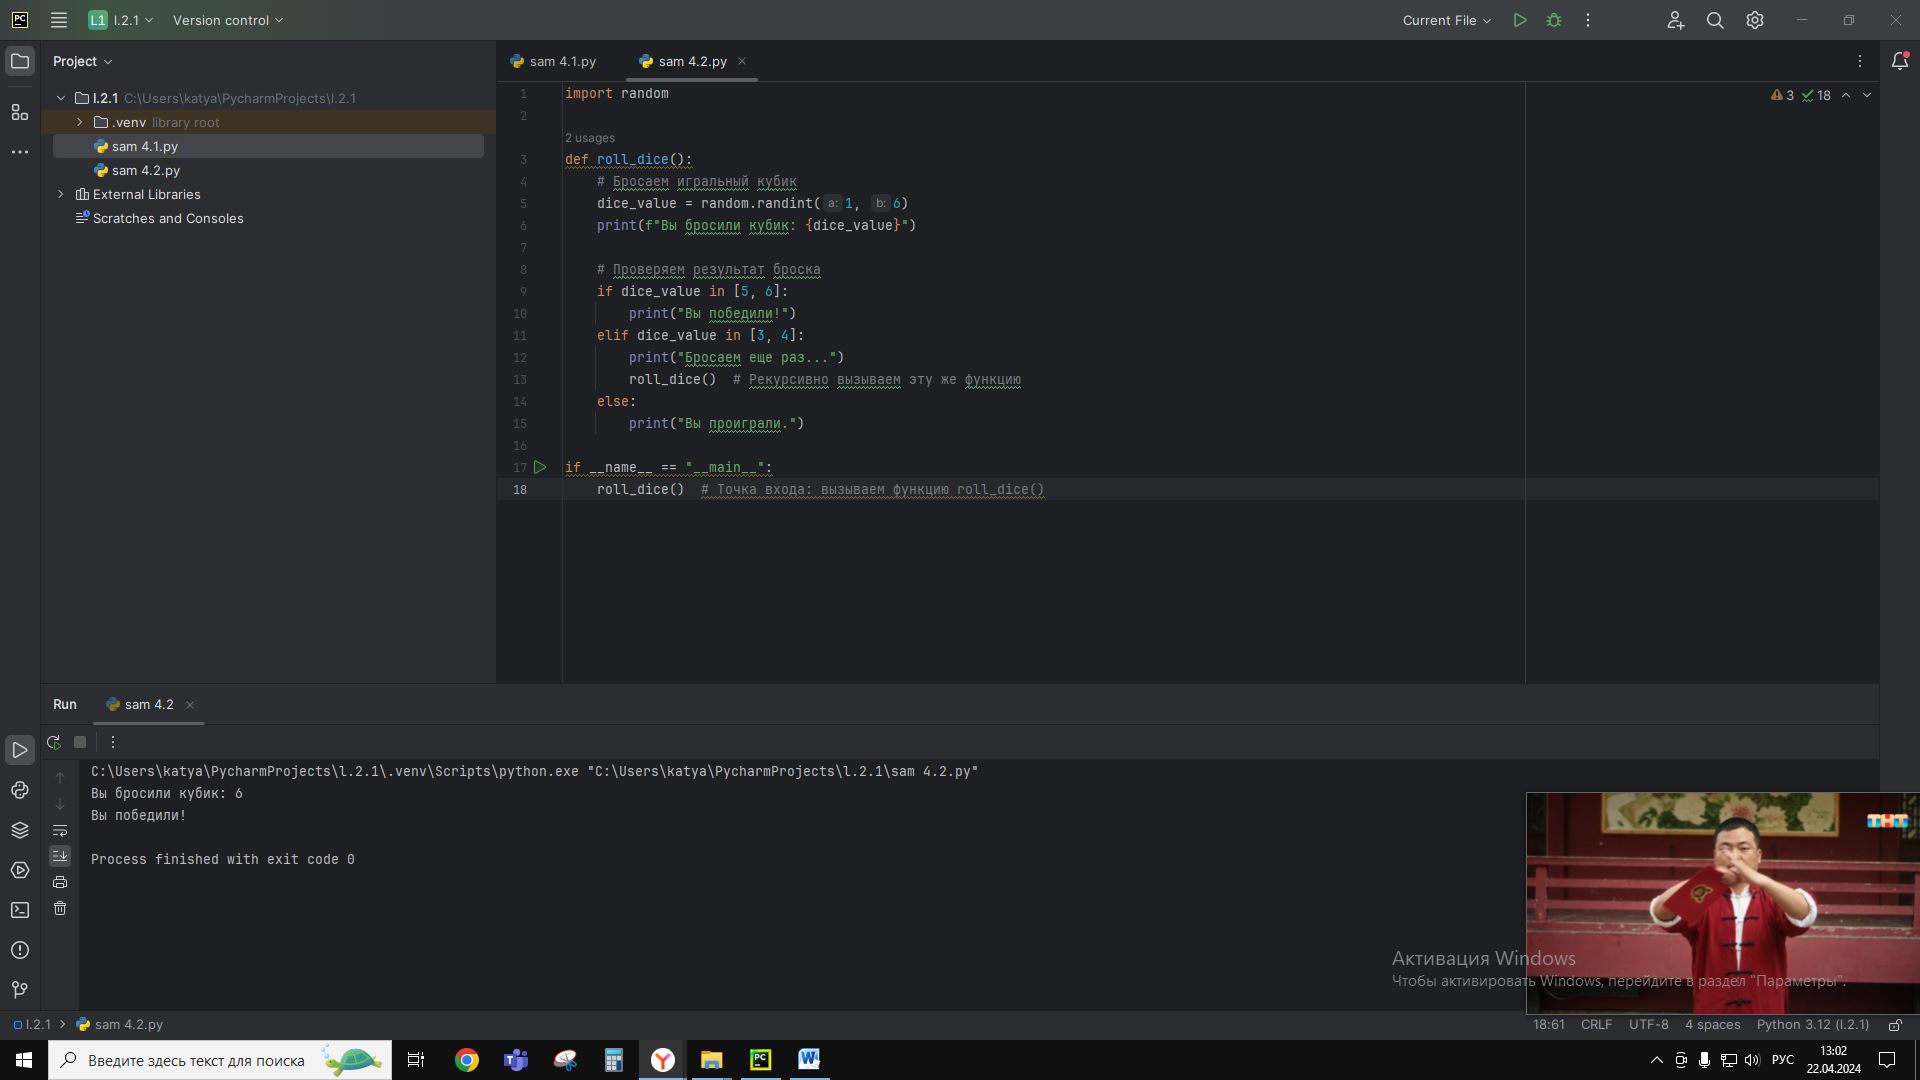 PC
L1 l.2.1
Version control
Current File
Project
sam 4.1.py
sam 4.2.py
l.2.1 C:\Users\katya\PycharmProjects\l.2.1
.venv library root
sam 4.1.py
sam 4.2.py
External Libraries
Scratches and Consoles
3 18
1 import random
2
2 usages
3 def roll_dice():
4 # Бросаем игральный кубик
5 dice_value = random.randint( a: 1, b: 6)
6 print(f"Вы бросили кубик: {dice_value}")
7
8 # Проверяем результат броска
9 if dice_value in [5, 6]:
10 print("Вы победили!")
11 elif dice_value in [3, 4]:
12 print("Бросаем еще раз...")
13 roll_dice() # Рекурсивно вызываем эту же функцию
14 else:
15 print("Вы проиграли.")
16
17 if __name__ == "__main__":
18 roll_dice() # Точка входа: вызываем функцию roll_dice()
Run
sam 4.2
C:\Users\katya\PycharmProjects\l.2.1\.venv\Scripts\python.exe "C:\Users\katya\PycharmProjects\l.2.1\sam 4.2.py"
Вы бросили кубик: 6
Вы победили!
Process finished with exit code 0
ТНТ
Активация Windows
Чтобы активировать Windows, перейдите в раздел "Параметры".
l.2.1 sam 4.2.py
18:61 CRLF UTF-8 4 spaces Python 3.12 (l.2.1)
Введите здесь текст для поиска
РУС
13:02
22.04.2024